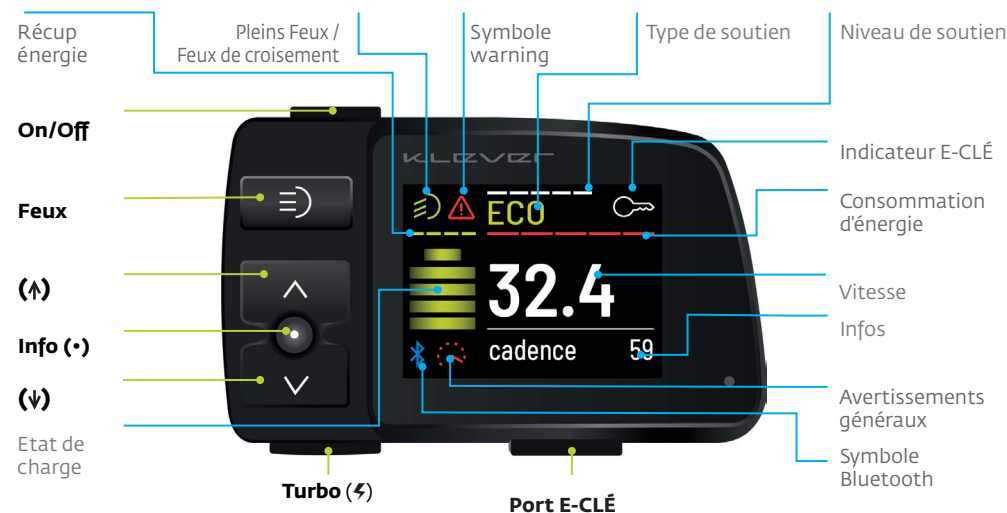 Récup
énergie
Pleins Feux /
Feux de croisement
Symbole
warning
Type de soutien
Niveau de soutien
On/Off
Feux
(↑)
Info (•)
(↓)
Etat de
charge
KLEVER
ECO
32.4
cadence 59
Indicateur E-CLÉ
Consommation
d'énergie
Vitesse
Infos
Avertissements
généraux
Symbole
Bluetooth
Turbo (⚡)
Port E-CLÉ